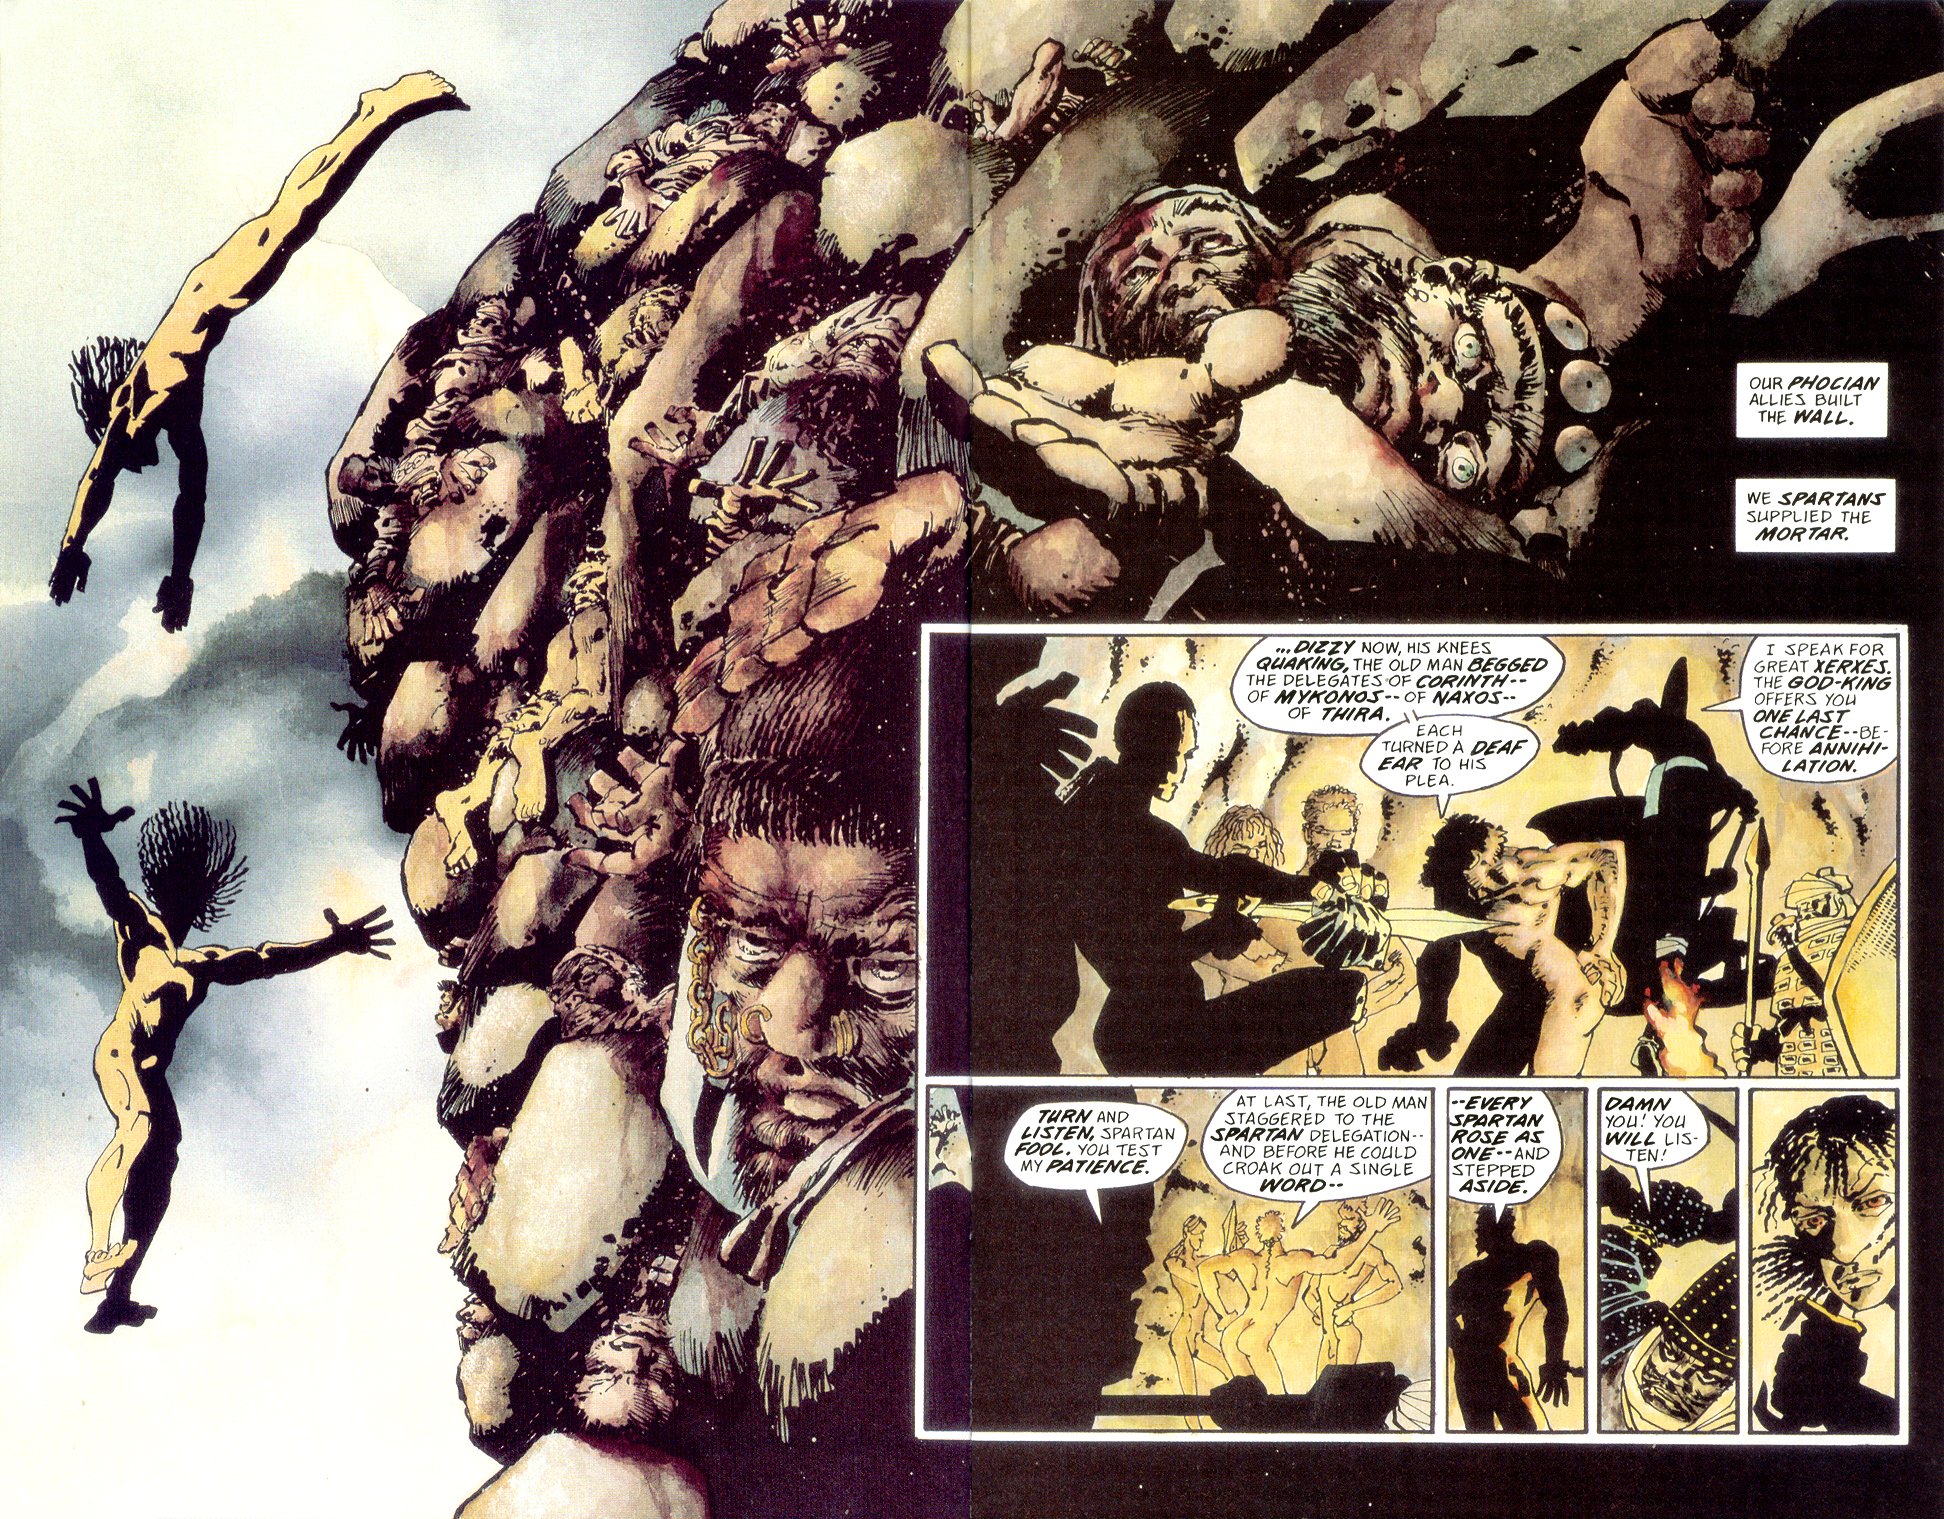 OUR PHOCIAN
ALLIES BUILT
THE WALL.
WE SPARTANS
SUPPLIED THE
MORTAR.
...DIZZY NOW, HIS KNEES
QUAKING, THE OLD MAN BEGGED
THE DELEGATES OF CORINTH--
OF MYKONOS-- OF NAXOS--
OF THIRA.
EACH
TURNED A DEAF
EAR TO HIS
PLEA.
I SPEAK FOR
GREAT XERXES.
THE GOD-KING
OFFERS YOU
ONE LAST
CHANCE--BE-
FORE ANNIHI-
LATION.
TURN AND
LISTEN, SPARTAN
FOOL. YOU TEST
MY PATIENCE.
AT LAST, THE OLD MAN
STAGGERED TO THE
SPARTAN DELEGATION--
AND BEFORE HE COULD
CROAK OUT A SINGLE
WORD--
--EVERY
SPARTAN
ROSE AS
ONE--AND
STEPPED
ASIDE.
DAMN
YOU! YOU
WILL LIS-
TEN!